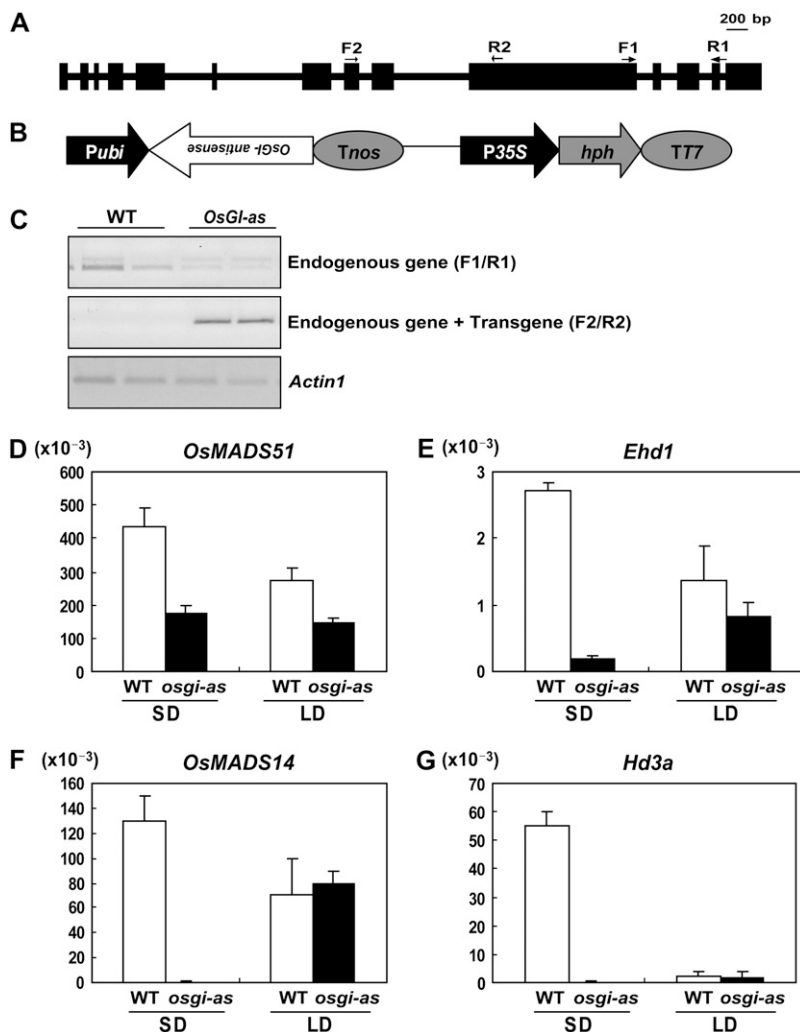 A
200 bp
F2 R2 F1 R1
B
Pubi OsGI- antisense Tnos P35S hph TT7
C
WT OsGI-as
Endogenous gene (F1/R1)
Endogenous gene + Transgene (F2/R2)
Actin1
D (x10⁻³) OsMADS51
600
500
400
300
200
100
0
WT osgi-as WT osgi-as
SD LD
E (x10⁻³) Ehd1
3
2
1
0
WT osgi-as WT osgi-as
SD LD
F (x10⁻³) OsMADS14
160
140
120
100
80
60
40
20
0
WT osgi-as WT osgi-as
SD LD
G (x10⁻³) Hd3a
70
60
50
40
30
20
10
0
WT osgi-as WT osgi-as
SD LD